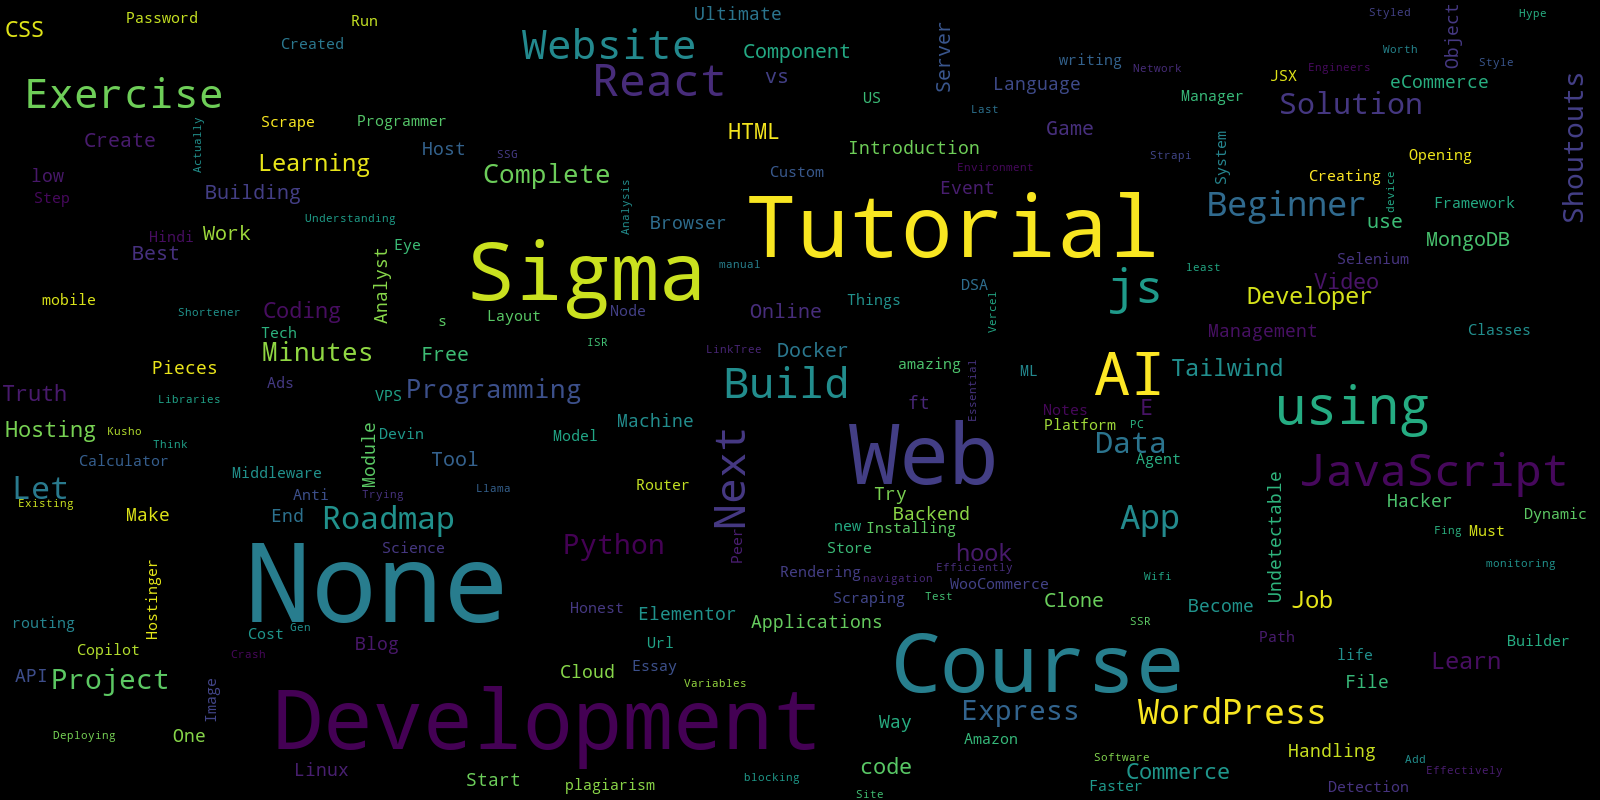 CSS
Password
Run
Created
Ultimate
Website
Component
React
vs
Server
writing
Network
Language
Styled
Object
Hype
Worth
Style
JSX
Engineers
eCommerce
Solution
Manager
US
Last
Exercise
Create
Actually
Scrape
Programmer
Host
SSG
HTML
Game
Introduction
Environment
Event
Strapi
System
Opening
Creating
device
Shoutouts
low
Step
Learning
Building
Complete
Analysis
Custom
Browser
Tutorial
Beginner
use
Framework
MongoDB
Understanding
Hindi
Work
Best
Eye
Analyst
Sigma
manual
js
least
Selenium
Video
Developer
mobile
Shortener
Coding
Tech
s
Layout
Node
Online
Things
DSA
Vercel
Management
Classes
Minutes
Free
ISR
LinkTree
Docker
amazing
ML
AI
Tailwind
Pieces
Ads
Truth
Libraries
VPS
Programming
Build
ft
Essential
Notes
E
using
Hosting
Kusho
Think
Calculator
Module
Devin
Model
Machine
Platform
PC
Data
Agent
Web
JavaScript
Let
Existing
Middleware
Tool
Anti
Trying
Llama
Router
Next
Try
Backend
Hacker
Make
End
Roadmap
new
Installing
App
Undetectable
Dynamic
Fing
Must
Science
Python
Peer
Store
hook
Efficiently
monitoring
None
Rendering
navigation
WooCommerce
Wifi
Hostinger
Scraping
Test
Clone
Become
Job
routing
Cost
Gen
Honest
Elementor
Applications
SSR
Copilot
Crash
Blog
Url
Path
Builder
API
Project
Image
Cloud
Essay
Variables
Course
life
Learn
File
Development
Express
WordPress
Way
Deploying
One
Amazon
Handling
Linux
Start
plagiarism
blocking
code
Software
Commerce
Add
Effectively
Faster
Site
Detection